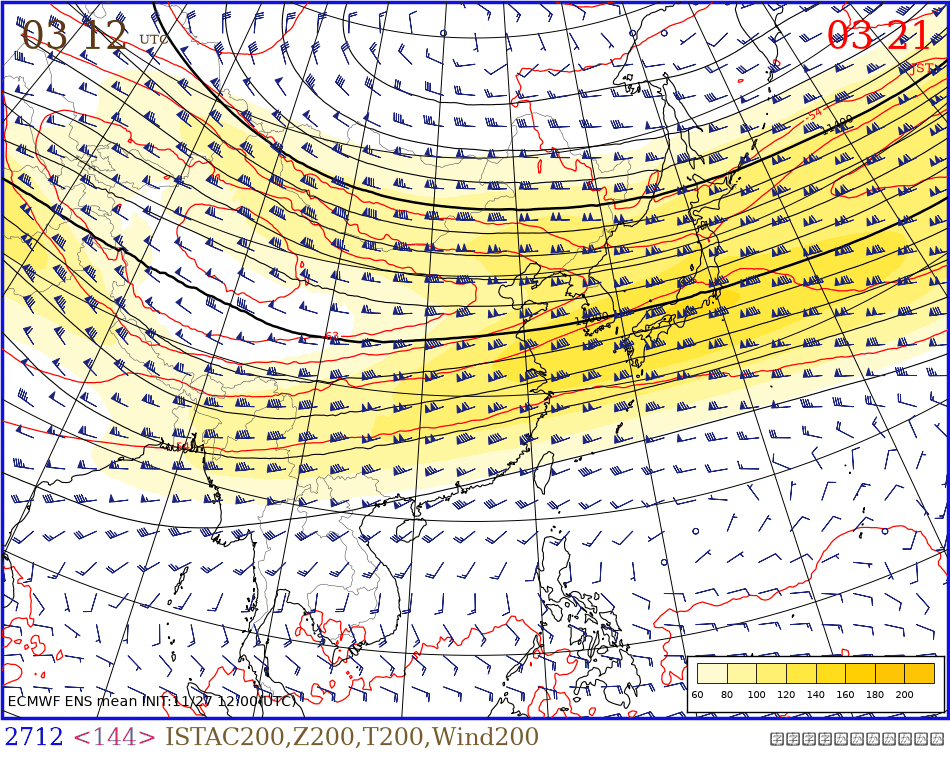 03 12 UTC
03 21 JST
-54
ECMWF ENS mean INIT:11/27 12:00(UTC)
60 80 100 120 140 160 180 200
2712 <144> ISTAC200,Z200,T200,Wind200